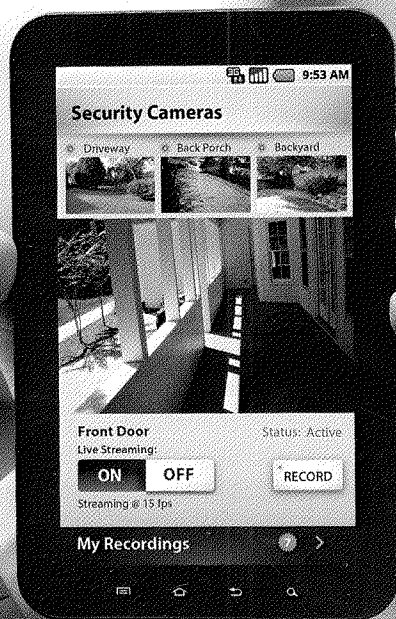 9:53 AM
Security Cameras
Driveway Back Porch Backyard
Front Door Status: Active
Live Streaming:
ON OFF RECORD
Streaming @ 15 fps
My Recordings 7 >